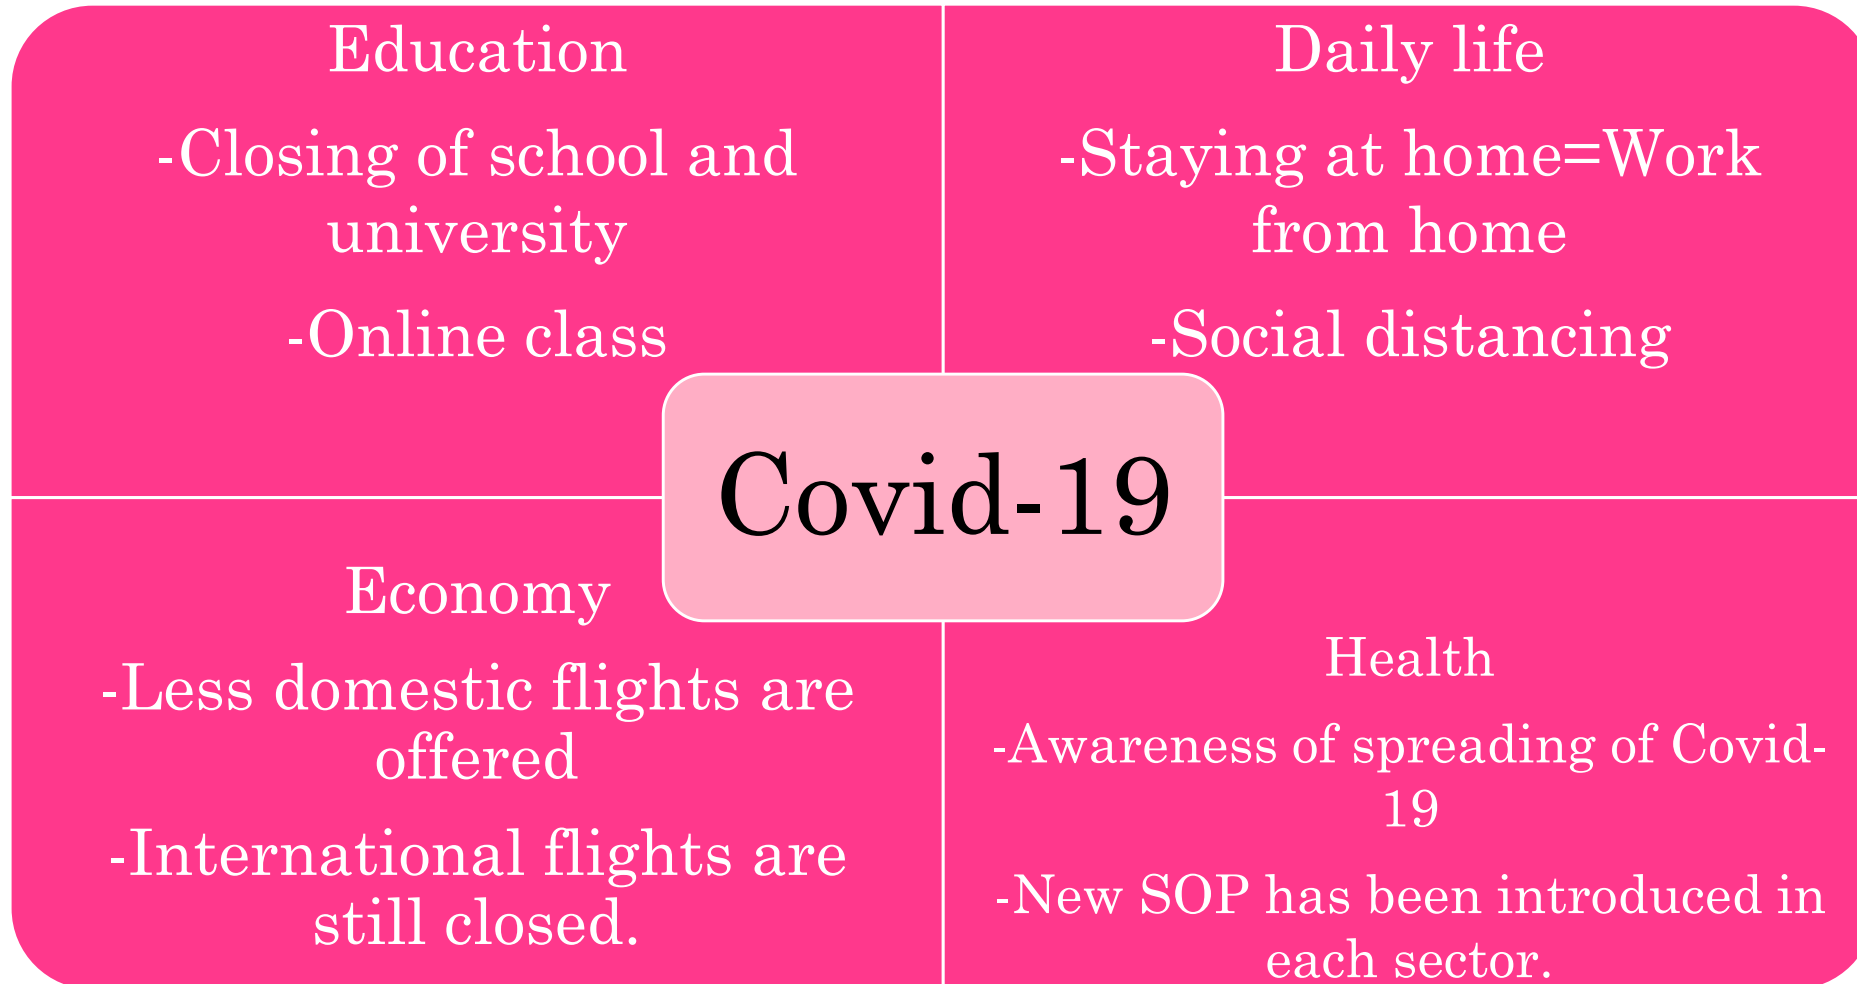 Education
-Closing of school and
university
-Online class
Daily life
-Staying at home=Work
from home
-Social distancing
Covid-19
Economy
-Less domestic flights are
offered
-International flights are
still closed.
Health
-Awareness of spreading of Covid-
19
-New SOP has been introduced in
each sector.